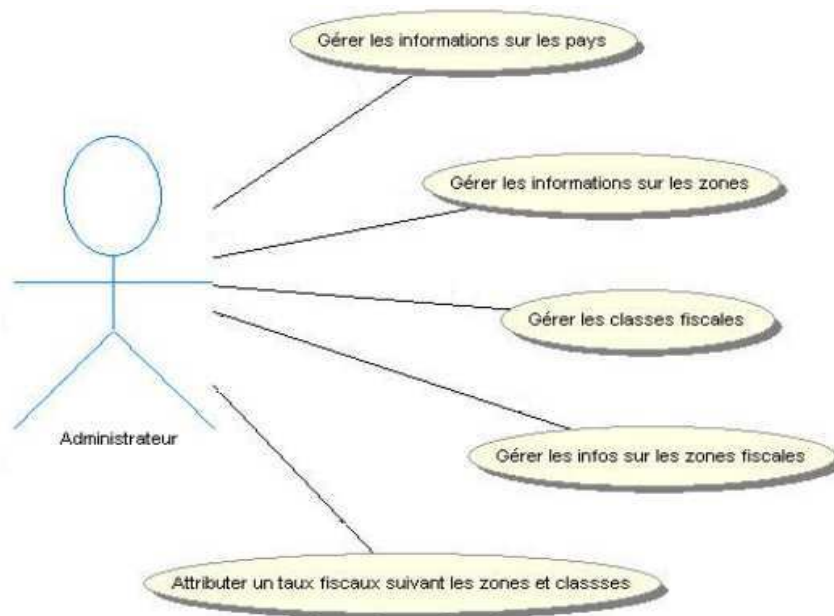 Gérer les informations sur les pays
Gérer les informations sur les zones
Gérer les classes fiscales
Administrateur
Gérer les infos sur les zones fiscales
Attributer un taux fiscaux suivant les zones et classses